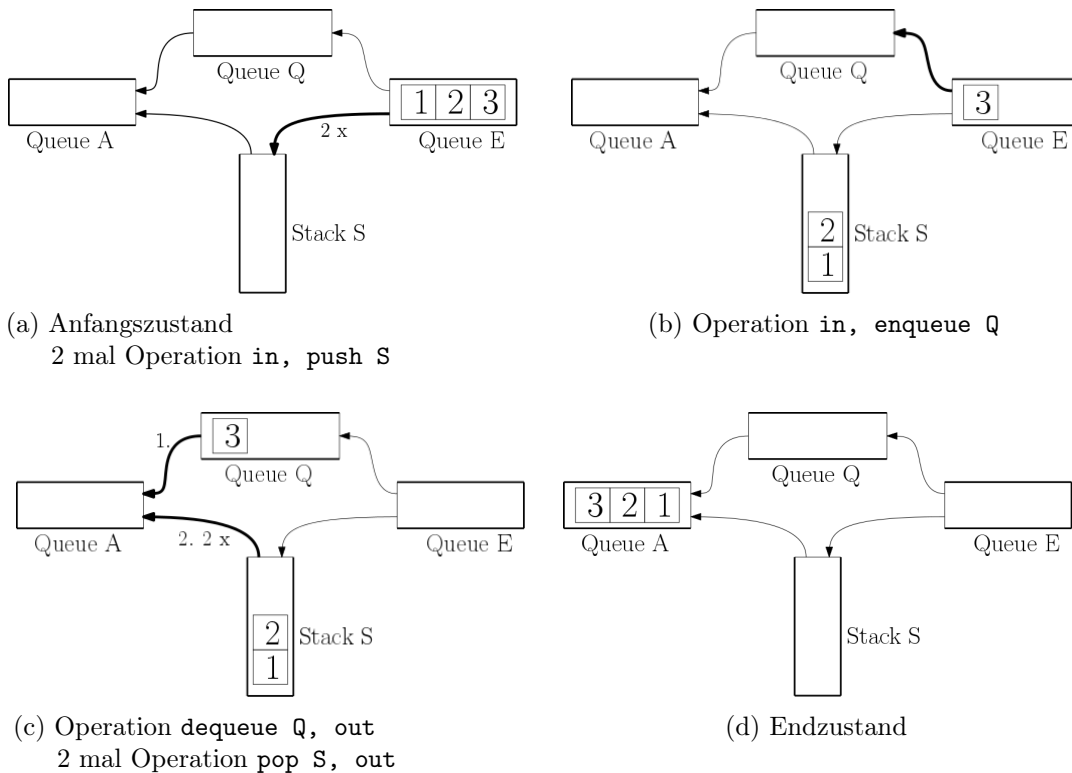 Queue Q
1 2 3
Queue A
2 x
Queue E
Stack S
(a) Anfangszustand
2 mal Operation in, push S
Queue Q
3
Queue A
Queue E
2
Stack S
1
(b) Operation in, enqueue Q
1.
3
Queue Q
Queue A
2. 2 x
Queue E
2
Stack S
1
(c) Operation dequeue Q, out
2 mal Operation pop S, out
Queue Q
3 2 1
Queue A
Queue E
Stack S
(d) Endzustand